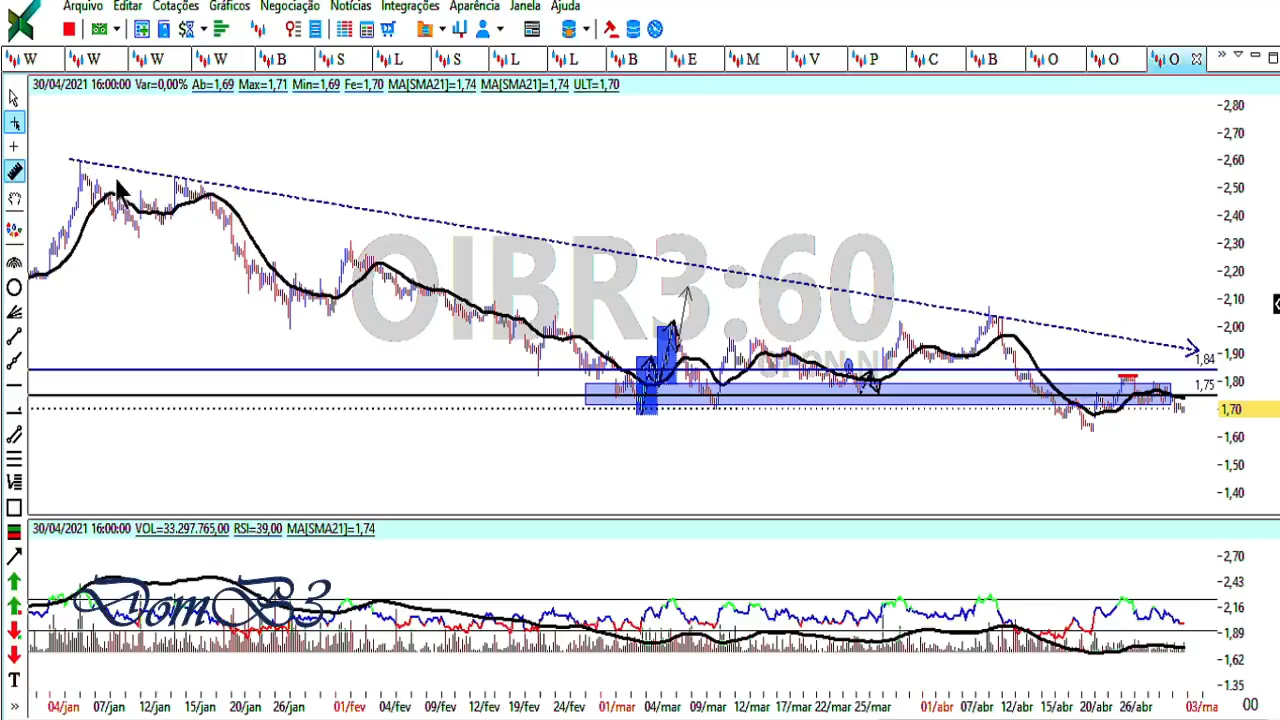 Arquivo Editar Cotações Gráficos Negociação Notícias Integrações Aparência Janela Ajuda
W W W W B S L S L L B E M V P C B O O O
30/04/2021 16:00:00 Var=0,00% Ab=1,69 Max=1,71 Min=1,69 Fe=1,70 MA[SMA21]=1,74 MA[SMA21]=1,74 ULT=1,70
2,80
2,70
2,60
2,50
2,40
2,30
2,20
2,10
2,00
1,90
1,84
1,80
1,75
1,70
1,60
1,50
1,40
OIBR3:60
30/04/2021 16:00:00 VOL=33.297.765,00 RSI=39,00 MA[SMA21]=1,74
2,70
2,43
2,16
1,89
1,62
1,35
DomB3
T
04/jan 07/jan 12/jan 15/jan 20/jan 26/jan 01/fev 04/fev 09/fev 12/fev 19/fev 24/fev 01/mar 04/mar 09/mar 12/mar 17/mar 22/mar 25/mar 01/abr 07/abr 12/abr 15/abr 20/abr 26/abr 03/ma 00